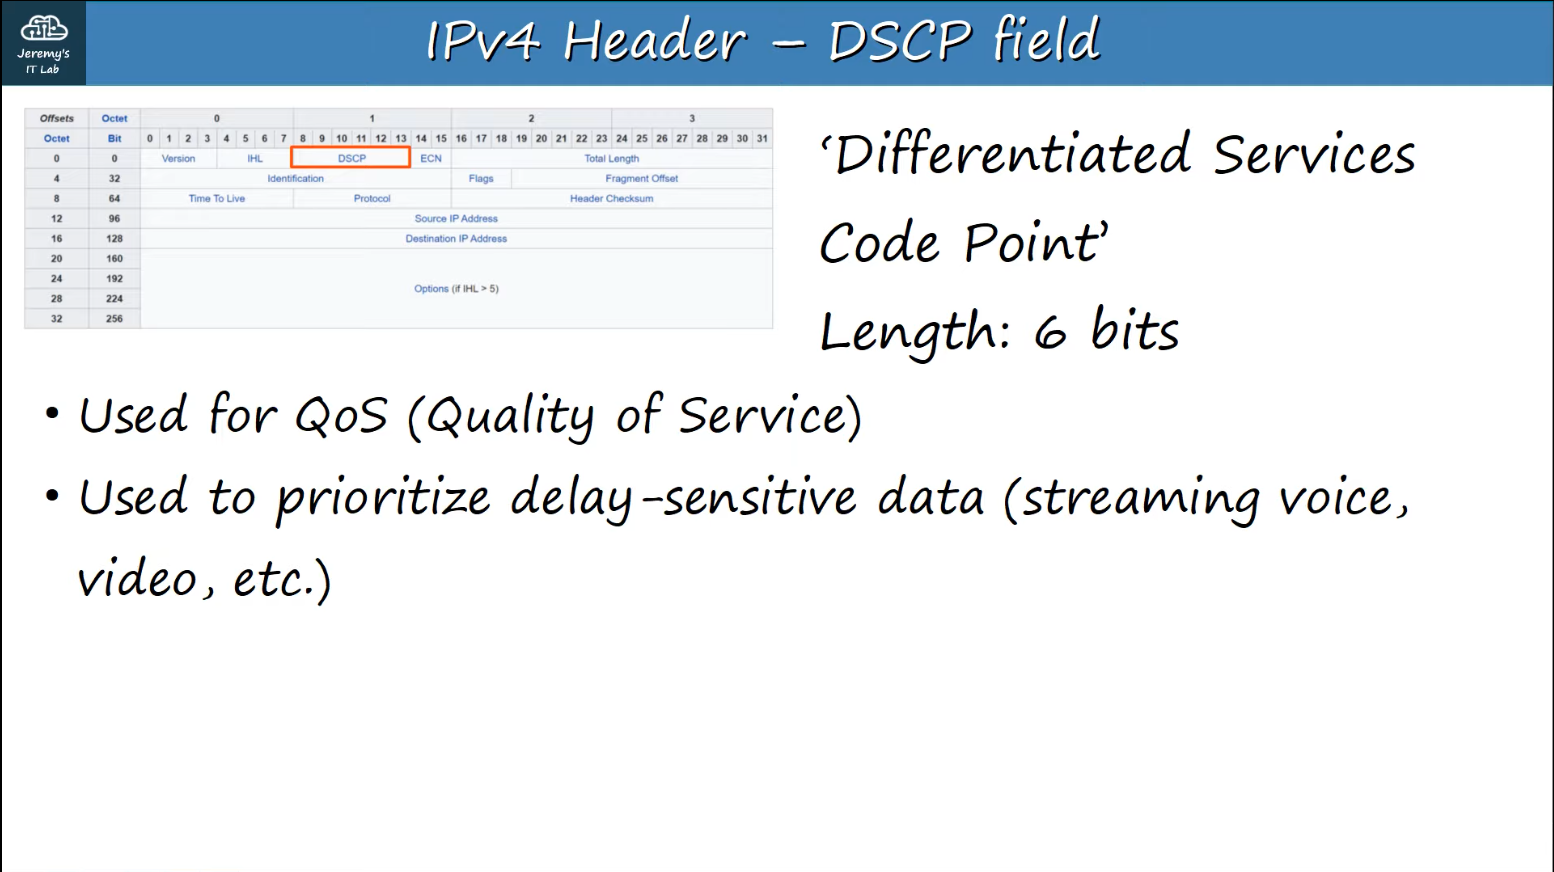 Jeremy's
IT Lab
IPv4 Header – DSCP field
Offsets Octet 0 1 2 3
Octet Bit 0 1 2 3 4 5 6 7 8 9 10 11 12 13 14 15 16 17 18 19 20 21 22 23 24 25 26 27 28 29 30 31
0 0 Version IHL DSCP ECN Total Length
4 32 Identification Flags Fragment Offset
8 64 Time To Live Protocol Header Checksum
12 96 Source IP Address
16 128 Destination IP Address
20 160
24 192
Options (if IHL > 5)
28 224
32 256
‘Differentiated Services
Code Point’
Length: 6 bits
• Used for QoS (Quality of Service)
• Used to prioritize delay-sensitive data (streaming voice,
video, etc.)